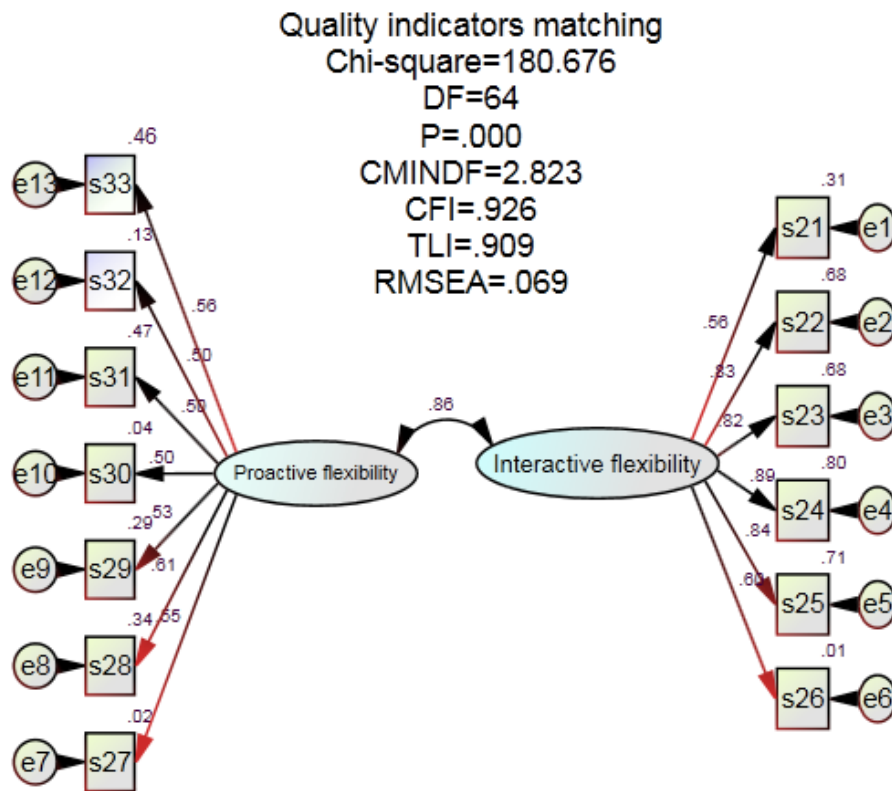 Quality indicators matching
Chi-square=180.676
DF=64
P=.000
CMINDF=2.823
CFI=.926
TLI=.909
RMSEA=.069
.46
e13
s33
.13
e12
s32
.47
e11
s31
.04
e10
s30
.29
e9
s29
.34
e8
s28
.02
e7
s27
.56
.50
.50
.53
.61
.55
Proactive flexibility
.86
Interactive flexibility
.56
.83
.82
.89
.84
.31
s21
e1
.68
s22
e2
.68
s23
e3
.80
s24
e4
.71
s25
e5
.01
s26
e6